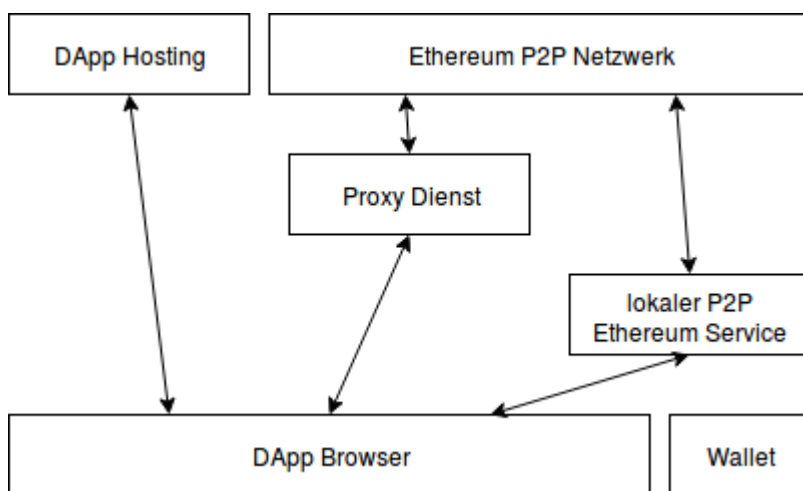 DApp Hosting
Ethereum P2P Netzwerk
Proxy Dienst
lokaler P2P
Ethereum Service
DApp Browser
Wallet